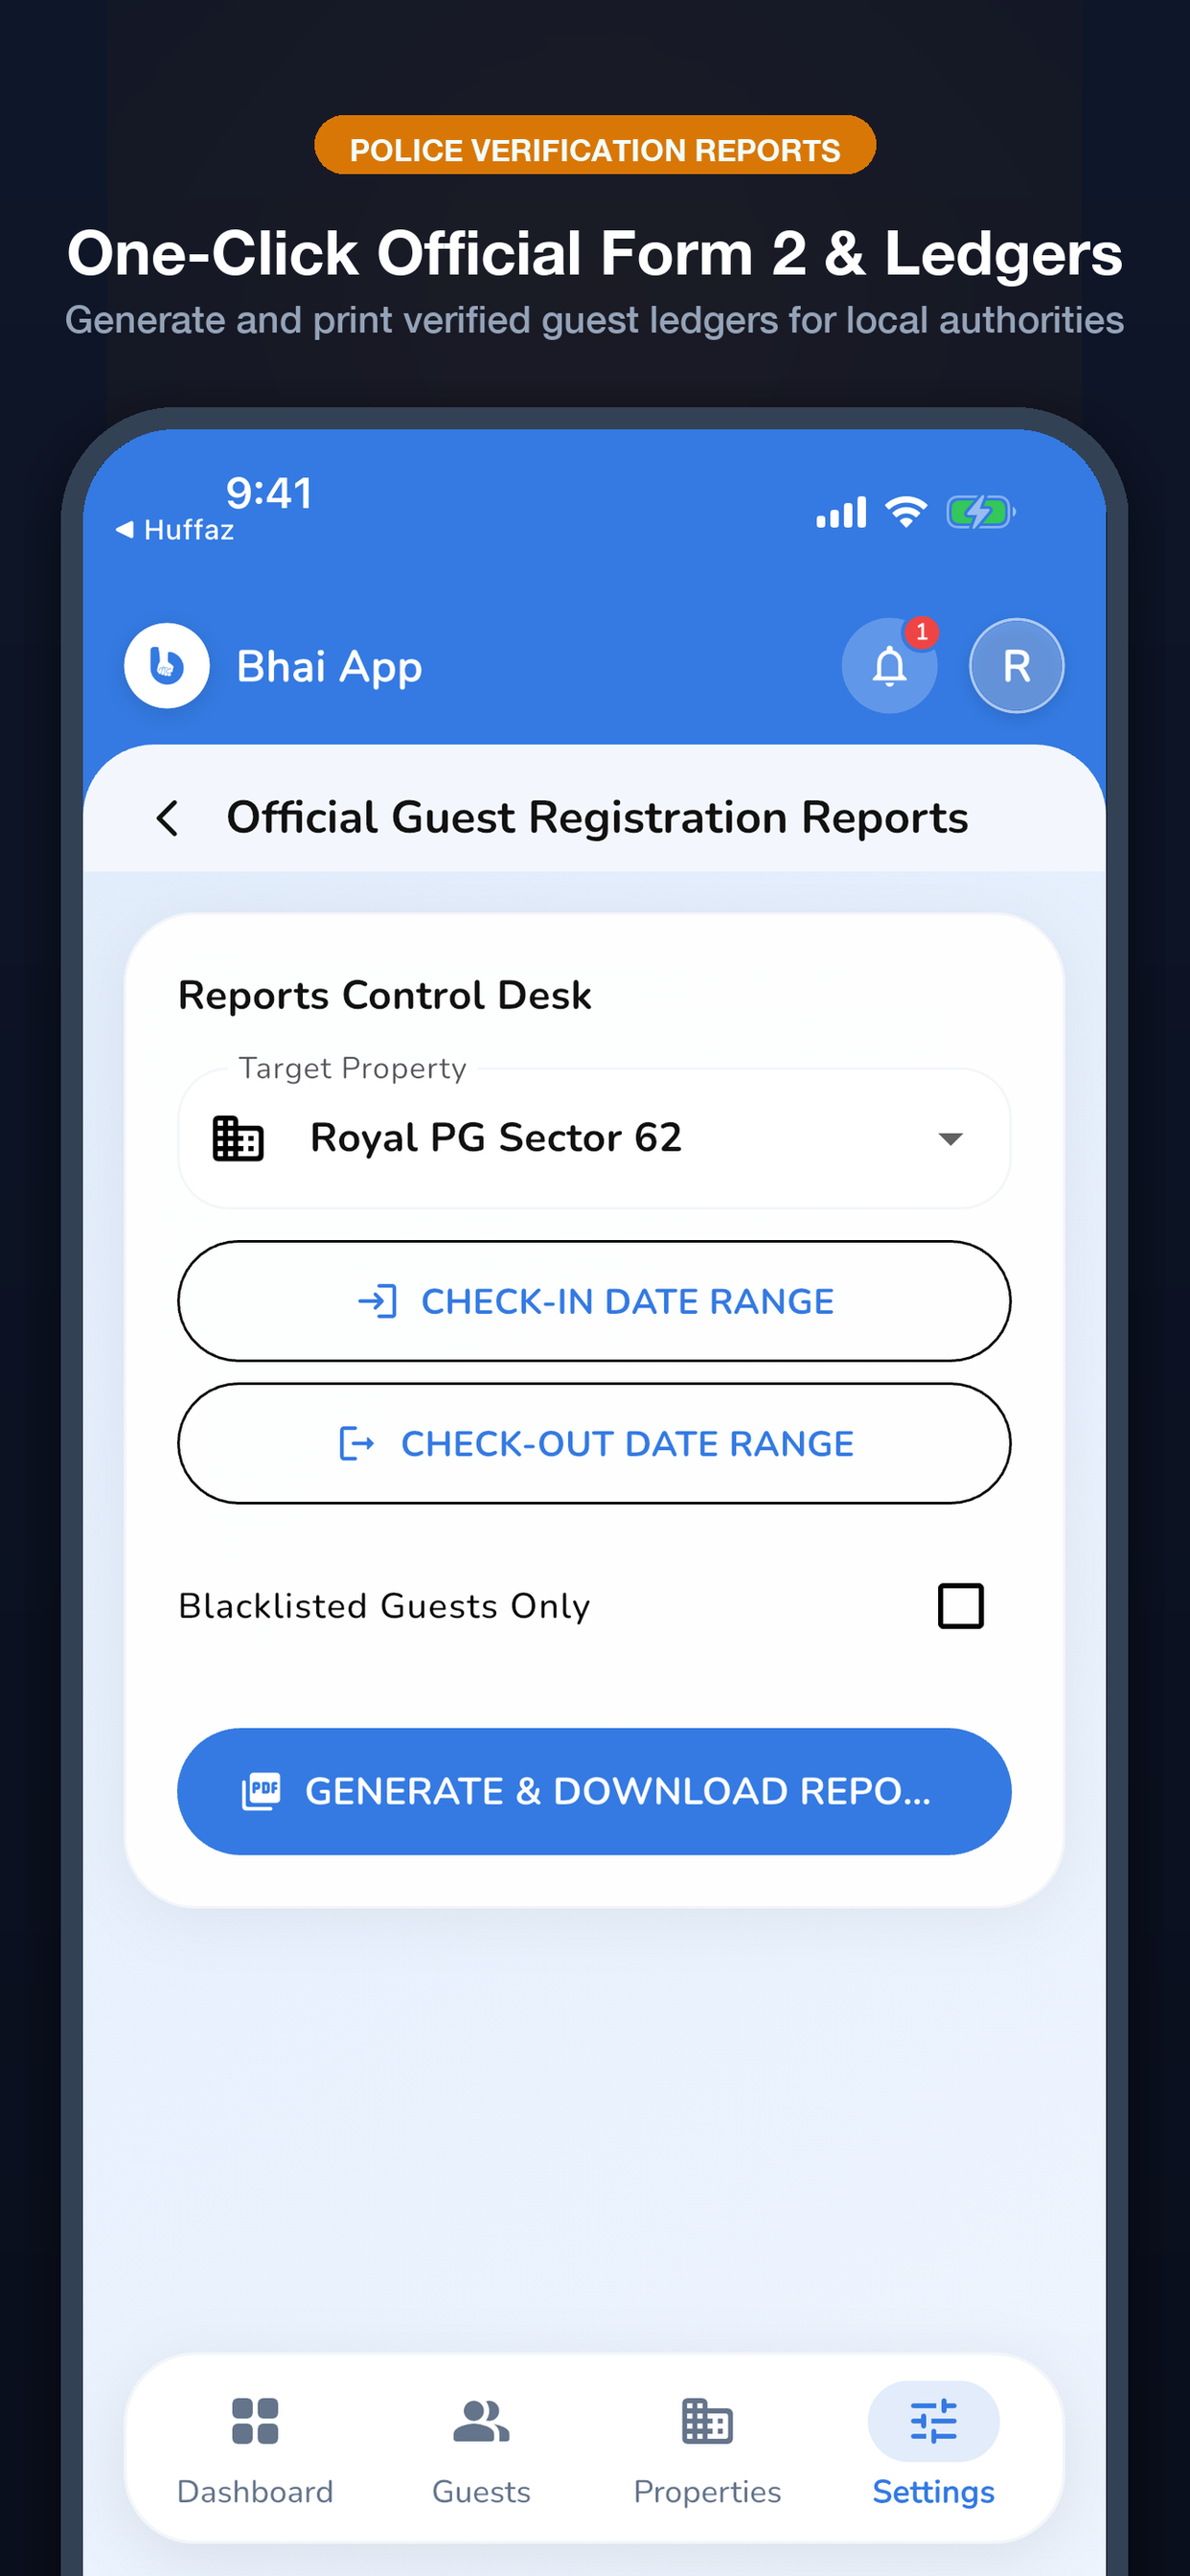 POLICE VERIFICATION REPORTS
One-Click Official Form 2 & Ledgers
Generate and print verified guest ledgers for local authorities
9:41
Huffaz
Bhai App
1
R
Official Guest Registration Reports
Reports Control Desk
Target Property
Royal PG Sector 62
CHECK-IN DATE RANGE
CHECK-OUT DATE RANGE
Blacklisted Guests Only
PDF
GENERATE & DOWNLOAD REPO...
Dashboard
Guests
Properties
Settings